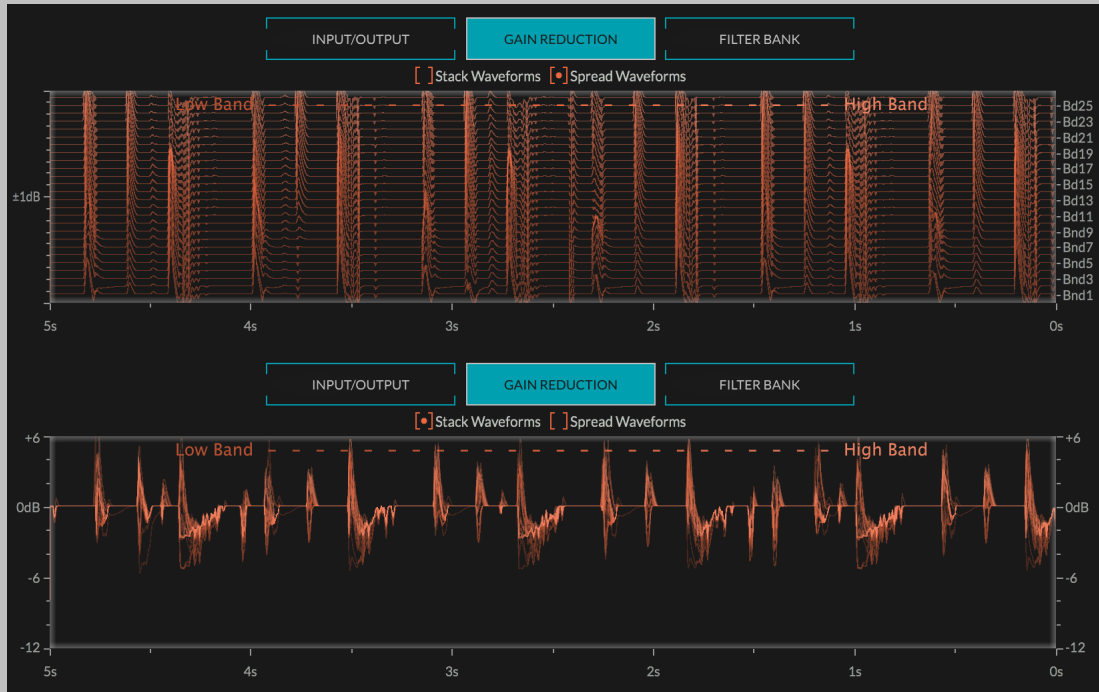 INPUT/OUTPUT GAIN REDUCTION FILTER BANK
[ ]Stack Waveforms [•]Spread Waveforms
Low Band High Band
Bd25
Bd23
Bd21
Bd19
Bd17
Bd15
±1dB
Bd13
Bd11
Bnd9
Bnd7
Bnd5
Bnd3
Bnd1
5s 4s 3s 2s 1s 0s
INPUT/OUTPUT GAIN REDUCTION FILTER BANK
[•]Stack Waveforms [ ]Spread Waveforms
+6 +6
Low Band High Band
0dB 0dB
-6 -6
-12 -12
5s 4s 3s 2s 1s 0s